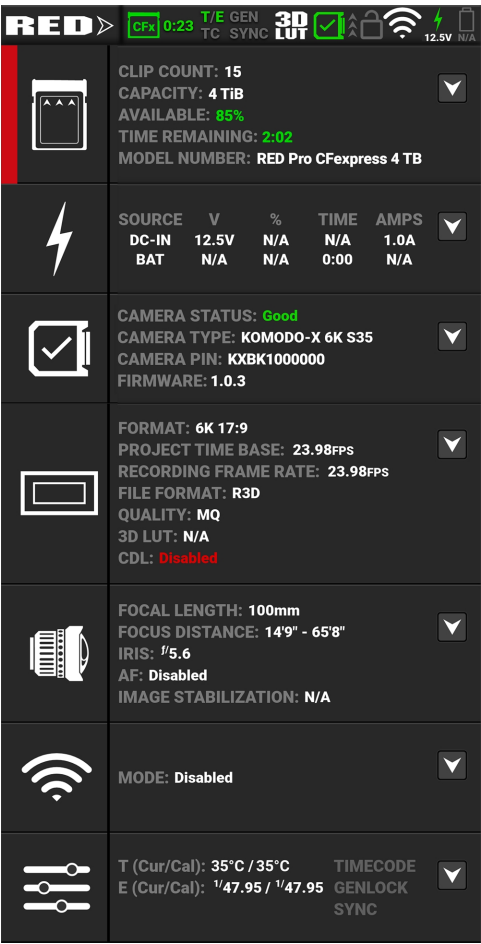 RED
CFx 0:23 T/E GEN 3D
TC SYNC LUT
12.5V N/A
CLIP COUNT: 15
CAPACITY: 4 TiB
AVAILABLE: 85%
TIME REMAINING: 2:02
MODEL NUMBER: RED Pro CFexpress 4 TB
SOURCE V % TIME AMPS
DC-IN 12.5V N/A N/A 1.0A
BAT N/A N/A 0:00 N/A
CAMERA STATUS: Good
CAMERA TYPE: KOMODO-X 6K S35
CAMERA PIN: KXBK1000000
FIRMWARE: 1.0.3
FORMAT: 6K 17:9
PROJECT TIME BASE: 23.98FPS
RECORDING FRAME RATE: 23.98FPS
FILE FORMAT: R3D
QUALITY: MQ
3D LUT: N/A
CDL: Disabled
FOCAL LENGTH: 100mm
FOCUS DISTANCE: 14'9" - 65'8"
IRIS: f/5.6
AF: Disabled
IMAGE STABILIZATION: N/A
MODE: Disabled
T (Cur/Cal): 35°C / 35°C TIMECODE
E (Cur/Cal): 1/47.95 / 1/47.95 GENLOCK
SYNC